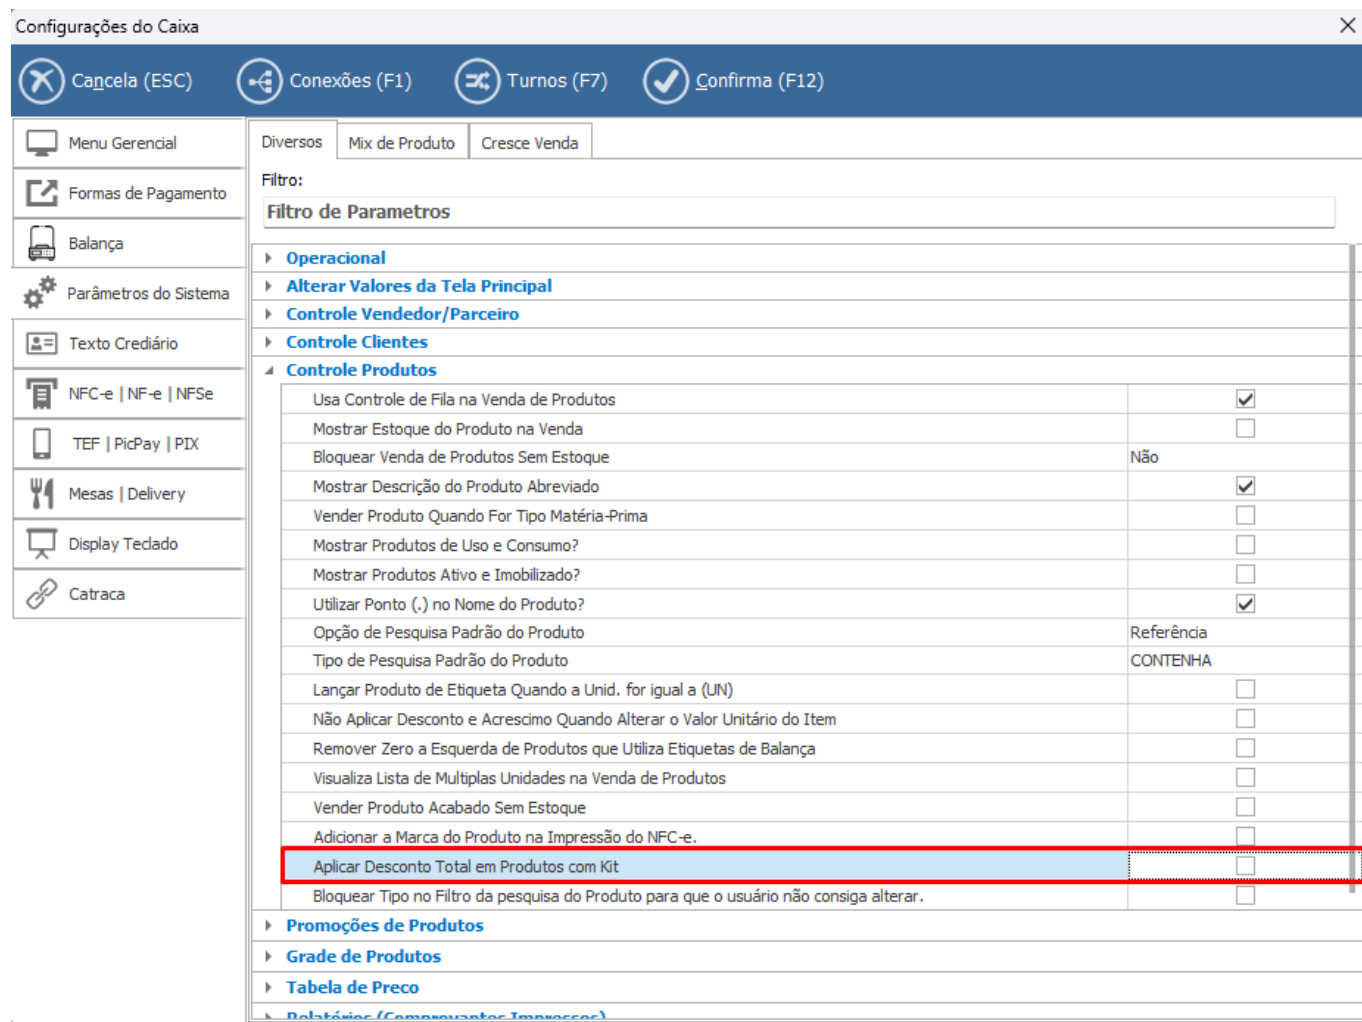 Configurações do Caixa
Cancela (ESC)
Conexões (F1)
Turnos (F7)
Confirma (F12)
Menu Gerencial
Formas de Pagamento
Balança
Parâmetros do Sistema
Texto Crediário
NFC-e | NF-e | NFSe
TEF | PicPay | PIX
Mesas | Delivery
Display Teclado
Catraca
Diversos
Mix de Produto
Cresce Venda
Filtro:
Filtro de Parametros
Operacional
Alterar Valores da Tela Principal
Controle Vendedor/Parceiro
Controle Clientes
Controle Produtos
Usa Controle de Fila na Venda de Produtos
Mostrar Estoque do Produto na Venda
Bloquear Venda de Produtos Sem Estoque Não
Mostrar Descrição do Produto Abreviado
Vender Produto Quando For Tipo Matéria-Prima
Mostrar Produtos de Uso e Consumo?
Mostrar Produtos Ativo e Imobilizado?
Utilizar Ponto (.) no Nome do Produto?
Opção de Pesquisa Padrão do Produto Referência
Tipo de Pesquisa Padrão do Produto CONTENHA
Lançar Produto de Etiqueta Quando a Unid. for igual a (UN)
Não Aplicar Desconto e Acrescimo Quando Alterar o Valor Unitário do Item
Remover Zero a Esquerda de Produtos que Utiliza Etiquetas de Balança
Visualiza Lista de Multiplas Unidades na Venda de Produtos
Vender Produto Acabado Sem Estoque
Adicionar a Marca do Produto na Impressão do NFC-e.
Aplicar Desconto Total em Produtos com Kit
Bloquear Tipo no Filtro da pesquisa do Produto para que o usuário não consiga alterar.
Promoções de Produtos
Grade de Produtos
Tabela de Preco
Relatórios (Comprovantes Impressos)